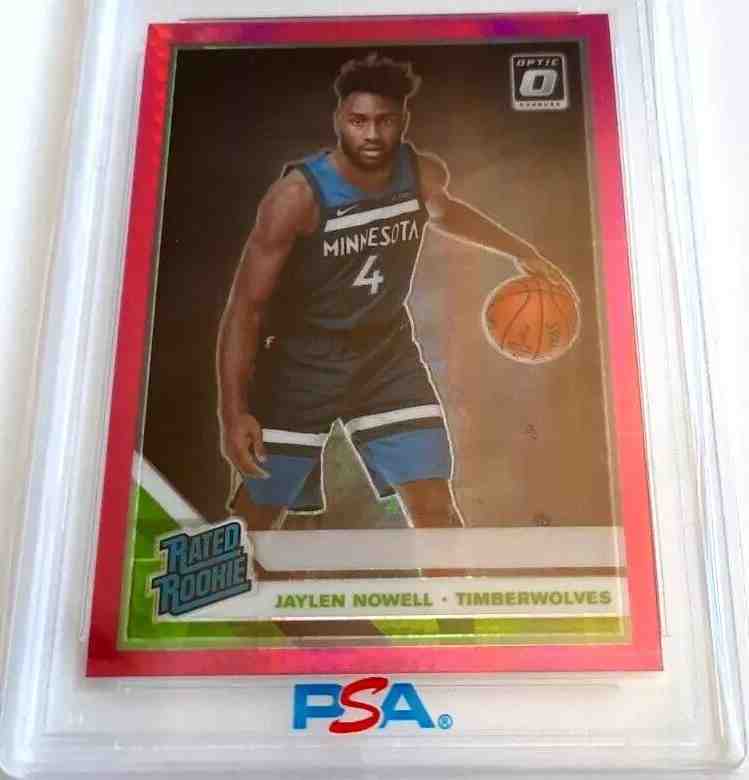 OPTIC
MINNESOTA
4
RATED
ROOKIE
JAYLEN NOWELL • TIMBERWOLVES
PSA®